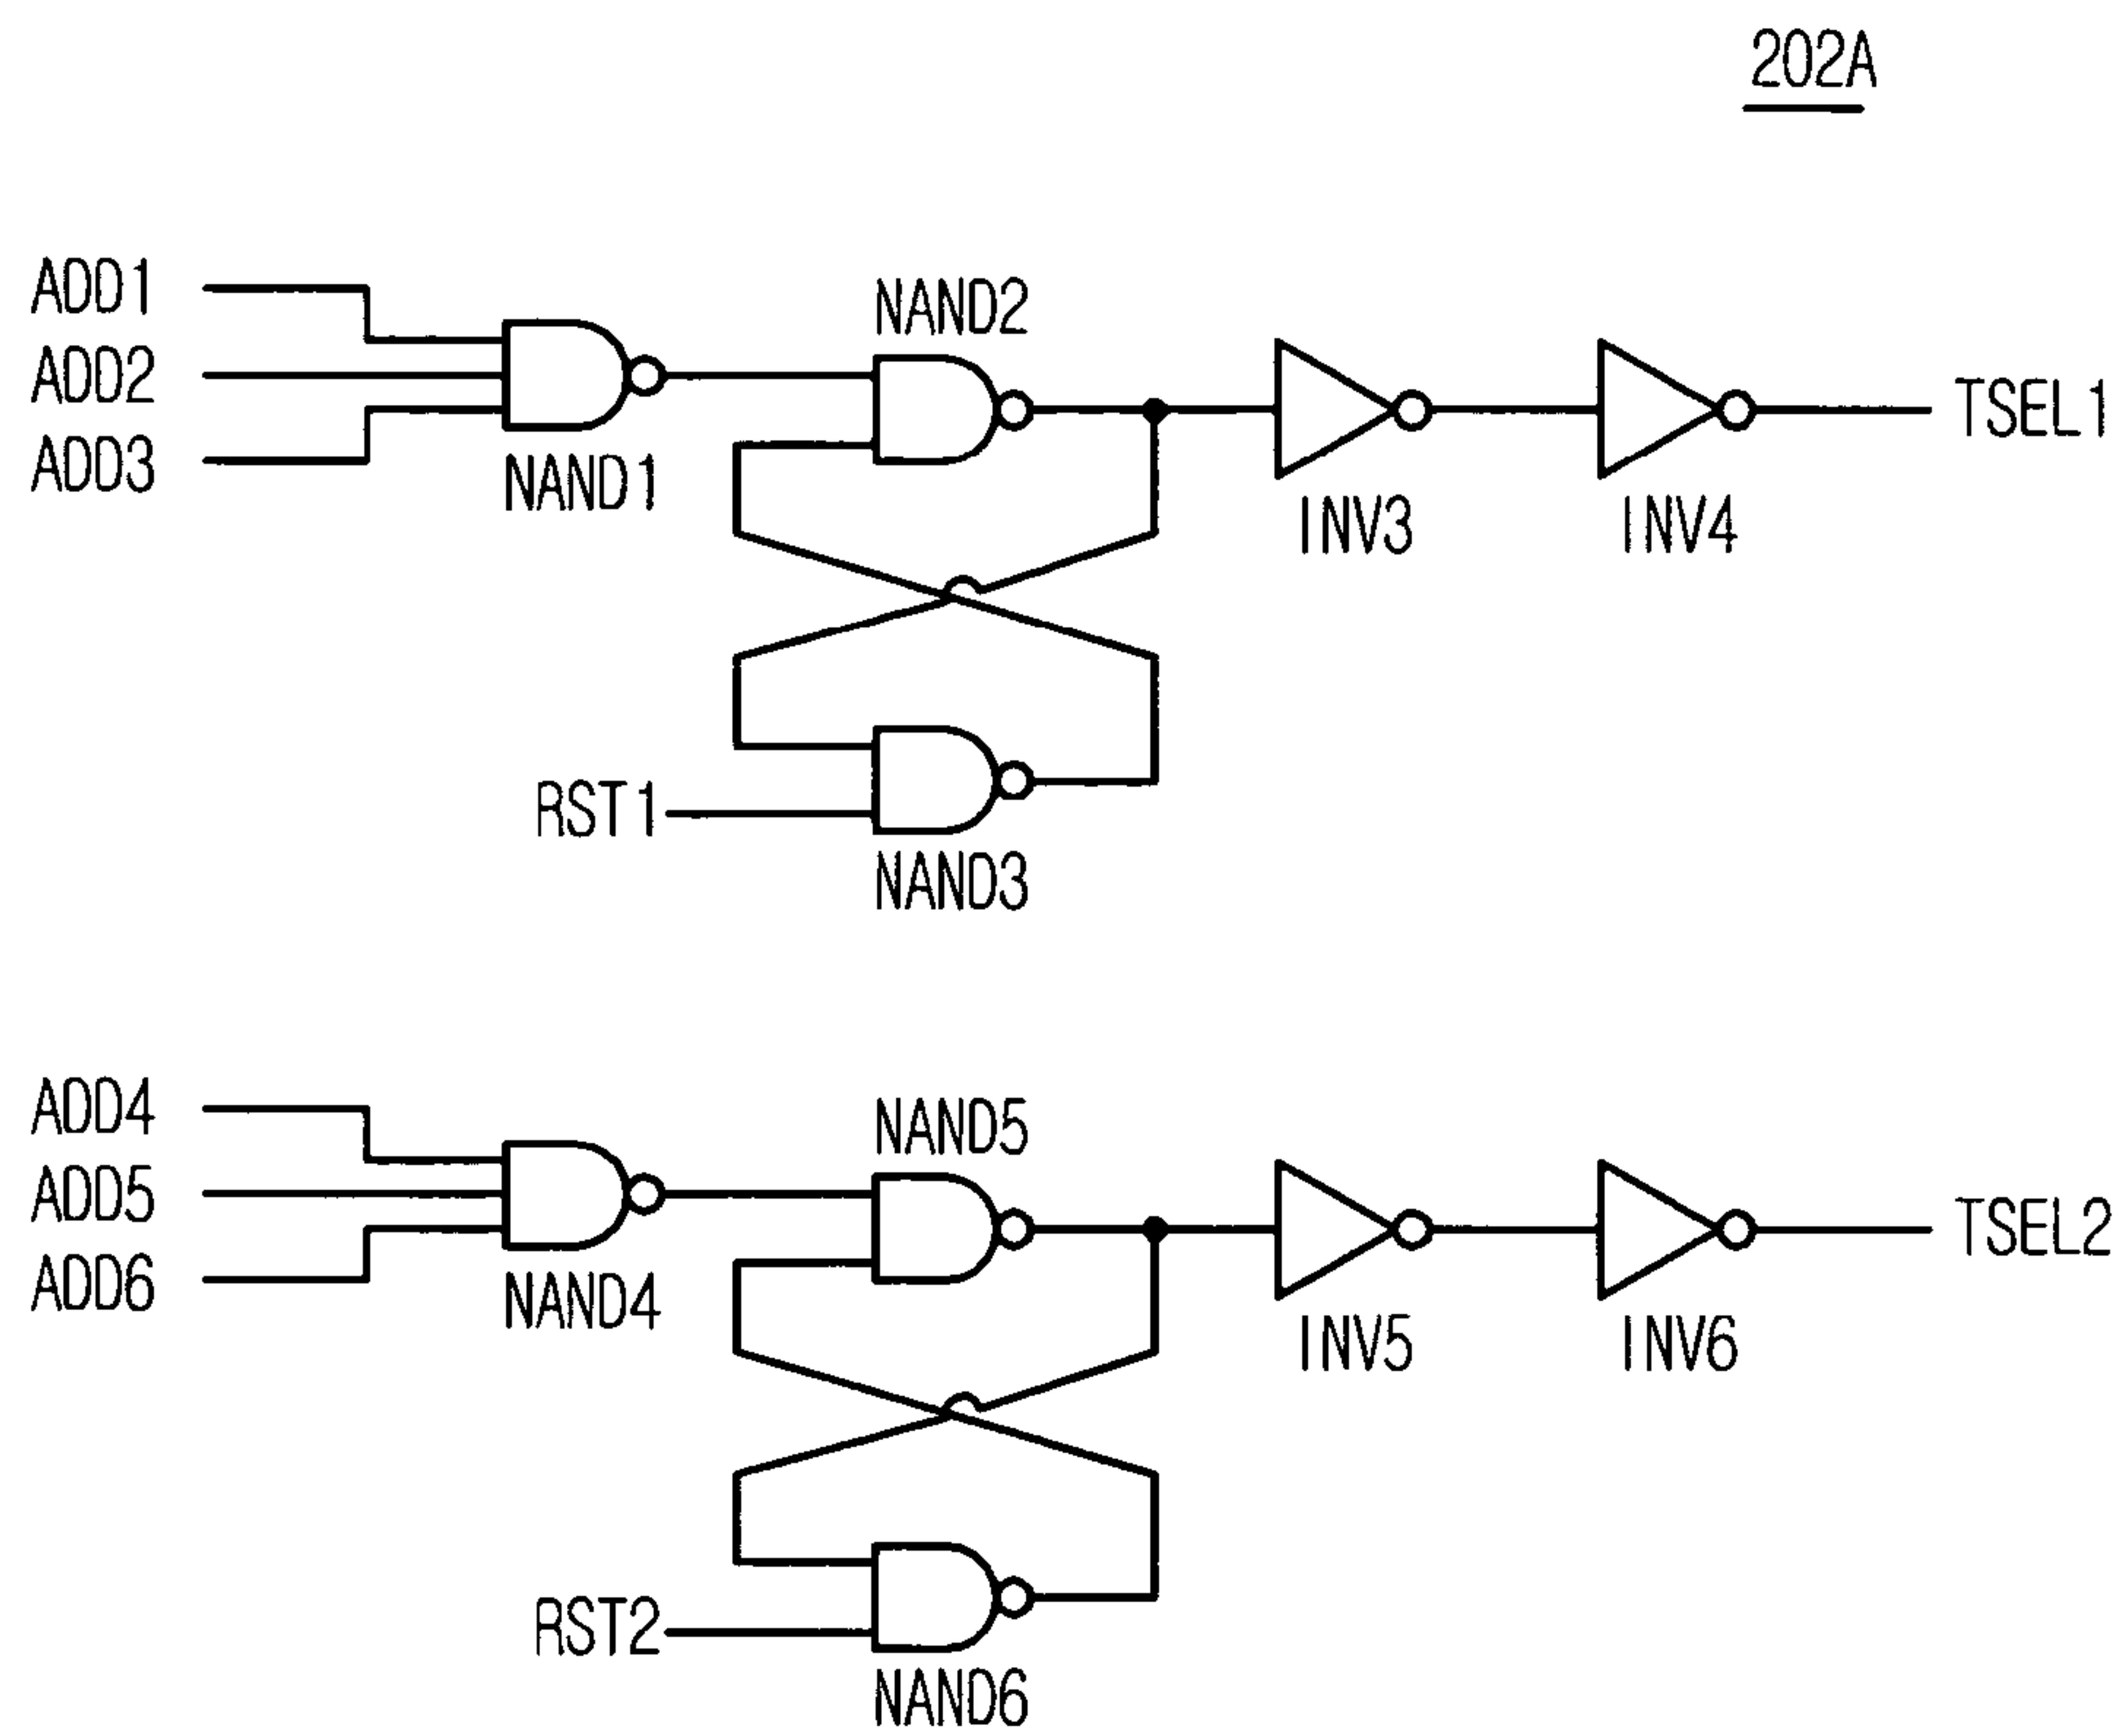 202A
ADD1
ADD2
ADD3
NAND1
NAND2
INV3
INV4
TSEL1
RST1
NAND3
ADD4
ADD5
ADD6
NAND4
NAND5
INV5
INV6
TSEL2
RST2
NAND6